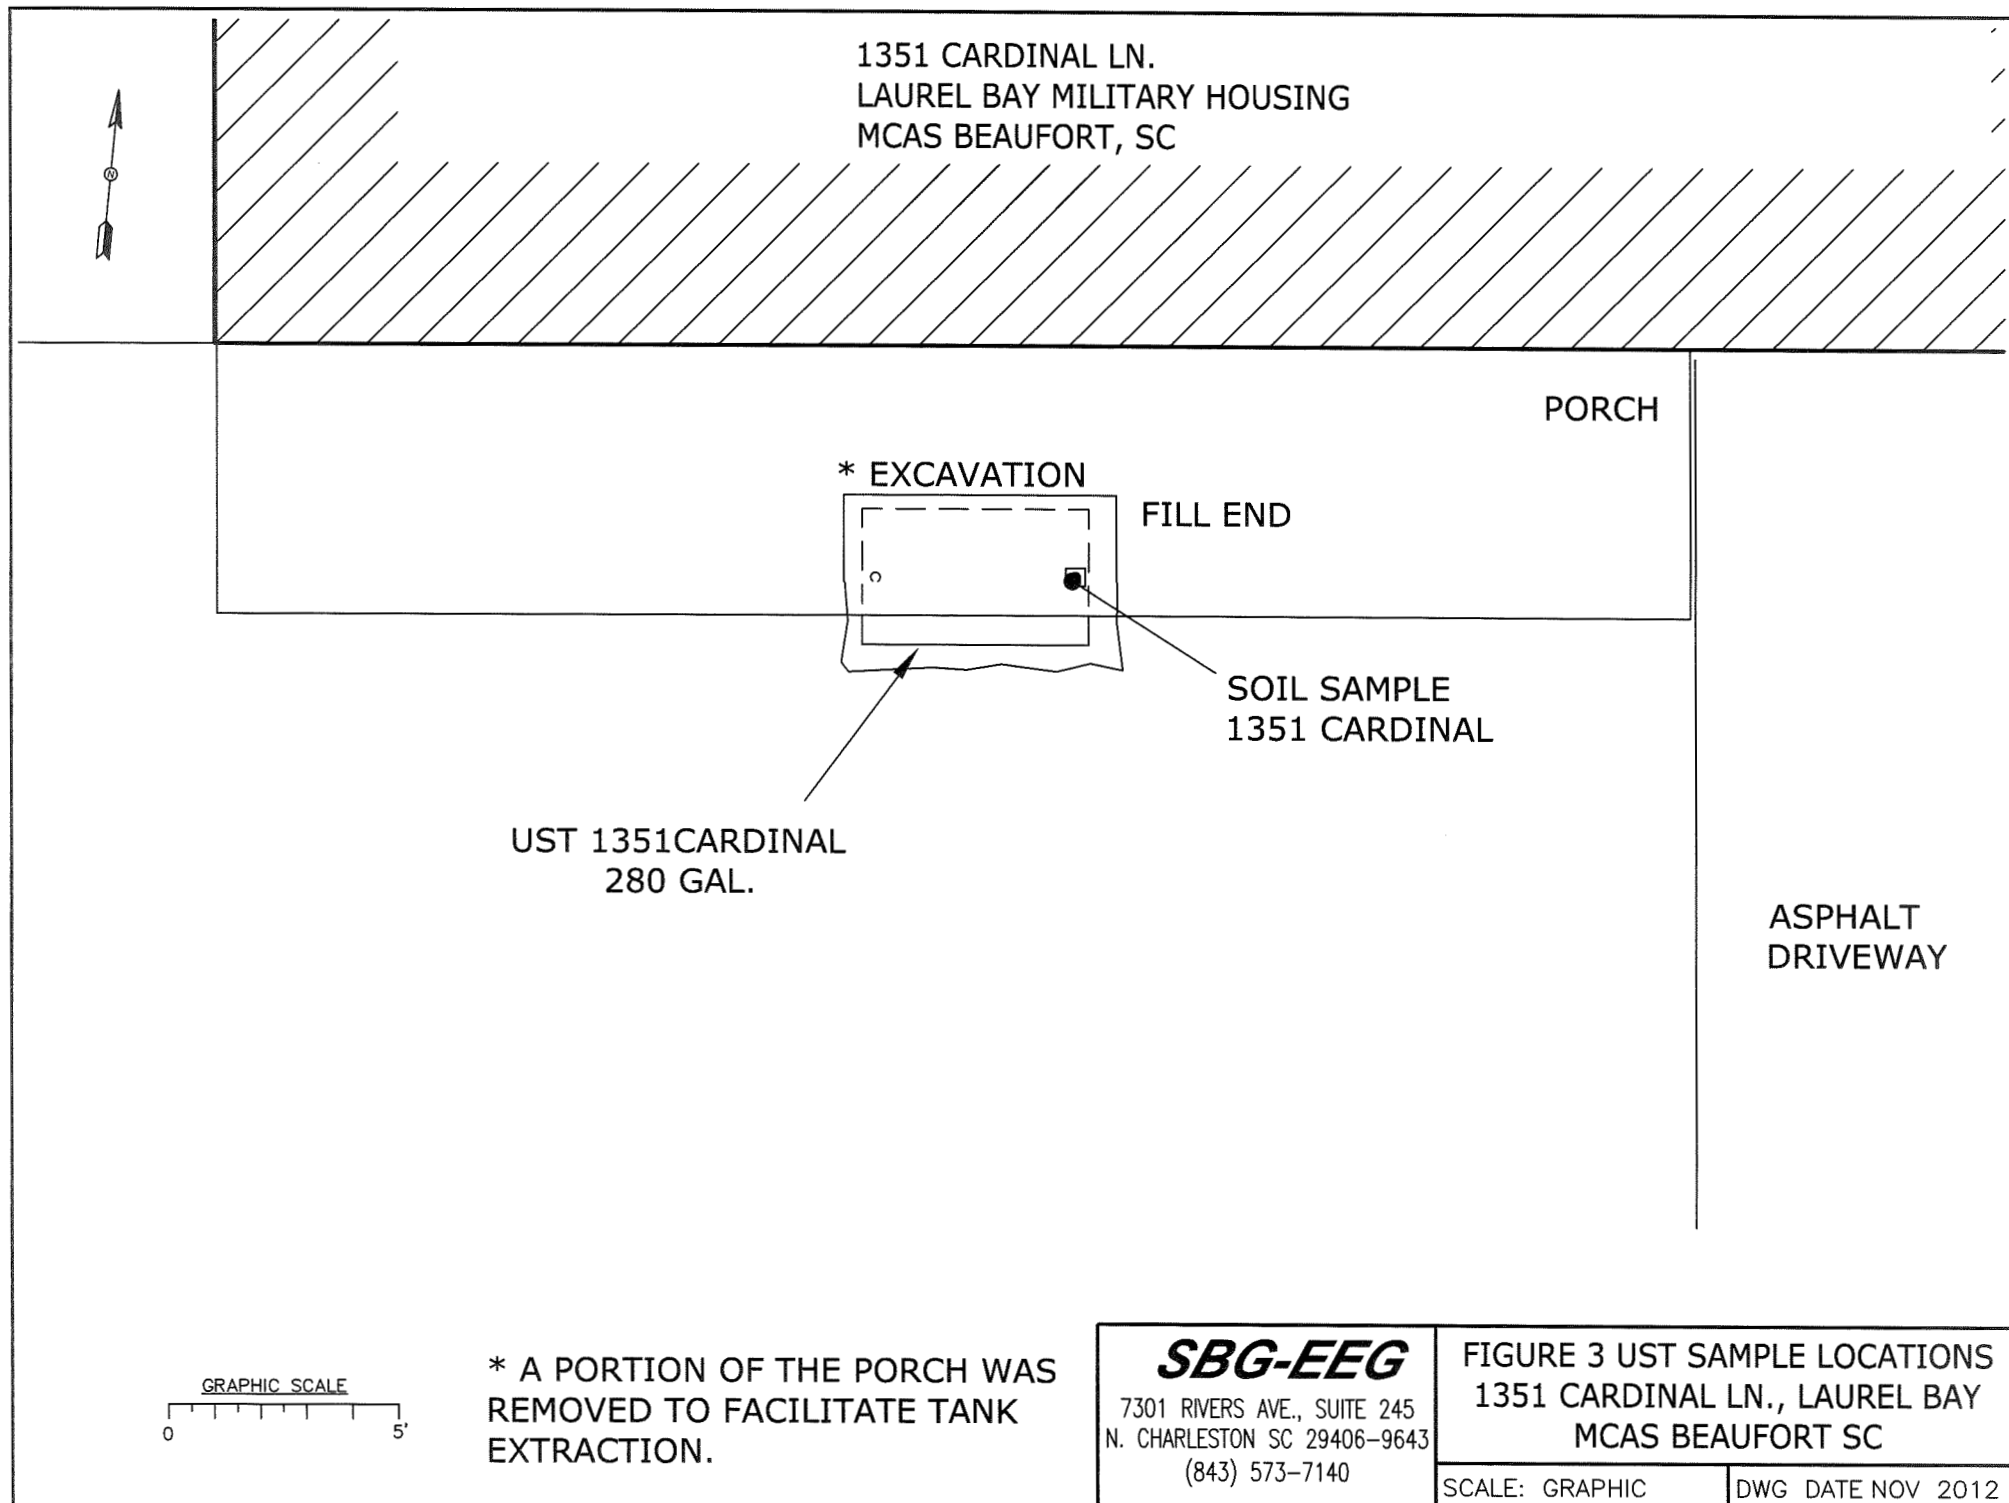 1351 CARDINAL LN.
LAUREL BAY MILITARY HOUSING
MCAS BEAUFORT, SC
N
PORCH
* EXCAVATION
FILL END
C
SOIL SAMPLE
1351 CARDINAL
UST 1351CARDINAL
280 GAL.
ASPHALT
DRIVEWAY
GRAPHIC SCALE
0 5'
* A PORTION OF THE PORCH WAS
REMOVED TO FACILITATE TANK
EXTRACTION.
SBG-EEG
7301 RIVERS AVE., SUITE 245
N. CHARLESTON SC 29406-9643
(843) 573-7140
FIGURE 3 UST SAMPLE LOCATIONS
1351 CARDINAL LN., LAUREL BAY
MCAS BEAUFORT SC
SCALE: GRAPHIC
DWG DATE NOV 2012